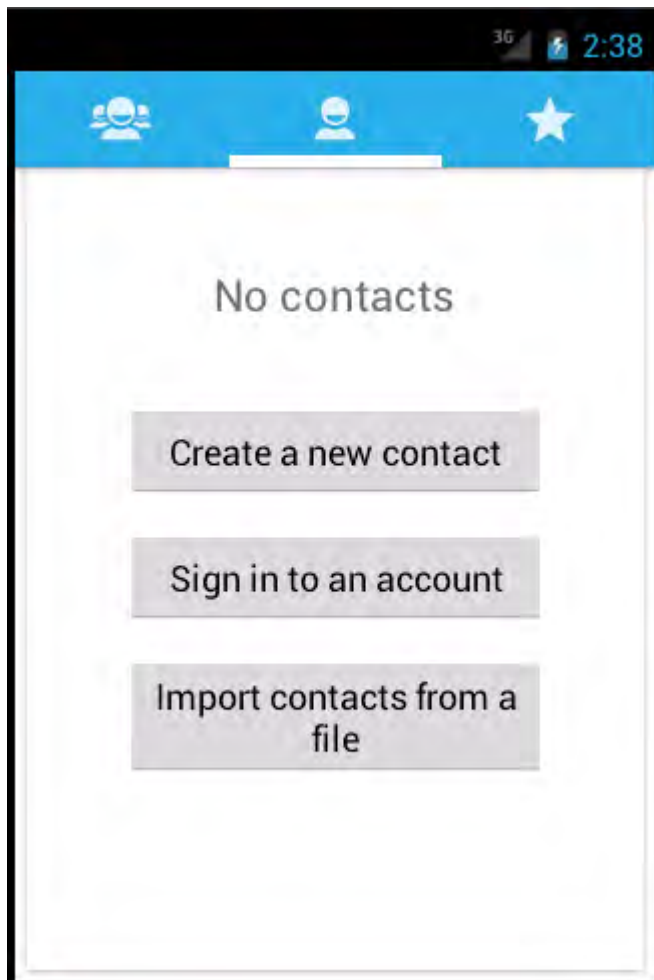 3G 2:38
No contacts
Create a new contact
Sign in to an account
Import contacts from a
file